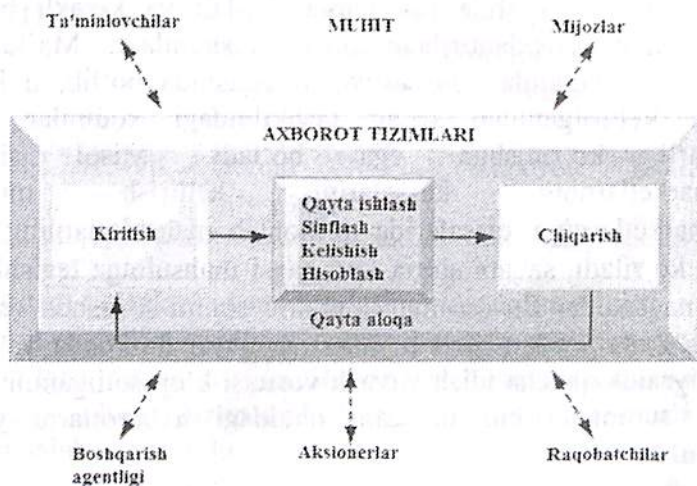 Ta'minlovchilar MUHIT Mijozlar
AXBOROT TIZIMLARI
Kiritish
Qayta ishlash
Sinflash
Kelishish
Hisoblash
Chiqarish
Qayta aloqa
Boshqarish
agentligi
Aksionerlar
Raqobatchilar